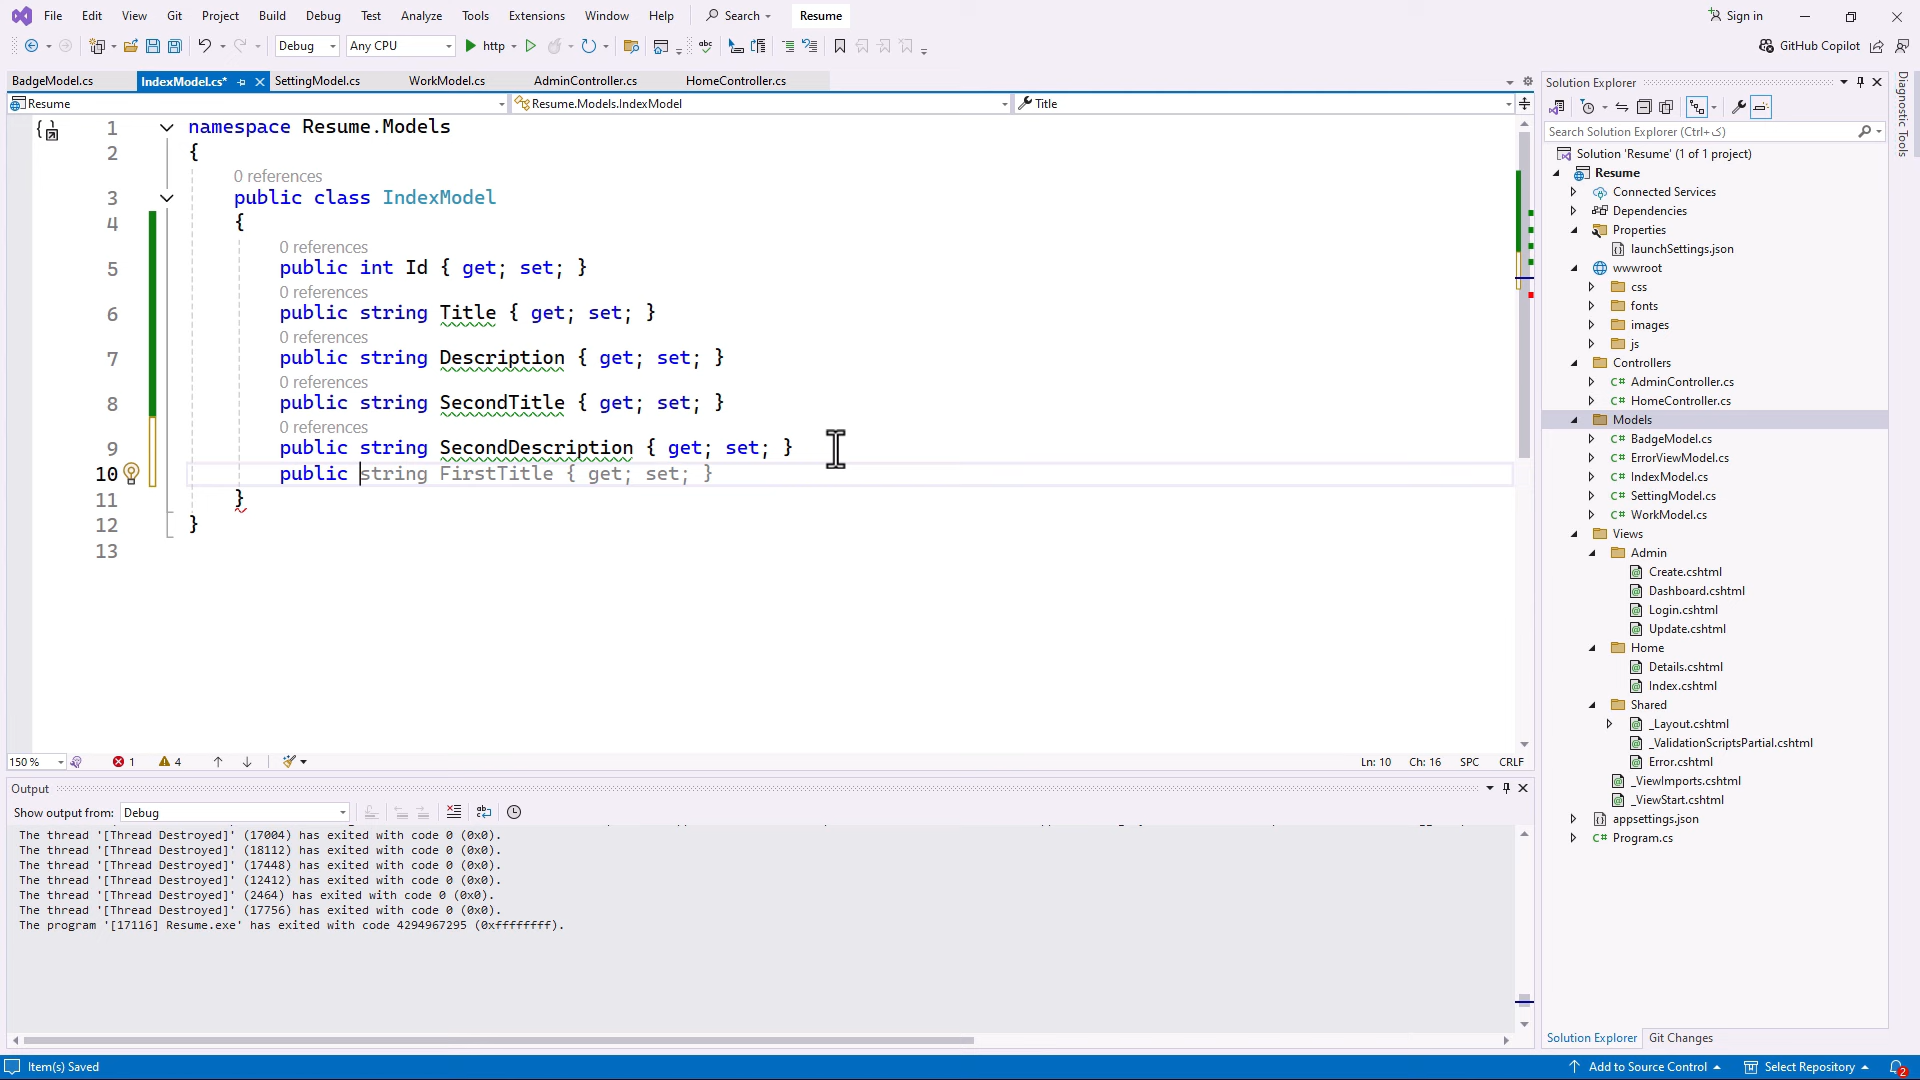 File Edit View Git Project Build Debug Test Analyze Tools Extensions Window Help Search Resume Sign in
Debug Any CPU http GitHub Copilot
BadgeModel.cs IndexModel.cs* SettingModel.cs WorkModel.cs AdminController.cs HomeController.cs
Resume Resume.Models.IndexModel Title
1 namespace Resume.Models
2 {
0 references
3 public class IndexModel
4 {
0 references
5 public int Id { get; set; }
0 references
6 public string Title { get; set; }
0 references
7 public string Description { get; set; }
0 references
8 public string SecondTitle { get; set; }
0 references
9 public string SecondDescription { get; set; }
10 public string FirstTitle { get; set; }
11 }
12 }
13
150 % 1 4 Ln: 10 Ch: 16 SPC CRLF
Output
Show output from: Debug
The thread '[Thread Destroyed]' (17004) has exited with code 0 (0x0).
The thread '[Thread Destroyed]' (18112) has exited with code 0 (0x0).
The thread '[Thread Destroyed]' (17448) has exited with code 0 (0x0).
The thread '[Thread Destroyed]' (12412) has exited with code 0 (0x0).
The thread '[Thread Destroyed]' (2464) has exited with code 0 (0x0).
The thread '[Thread Destroyed]' (17756) has exited with code 0 (0x0).
The program '[17116] Resume.exe' has exited with code 4294967295 (0xffffffff).
Solution Explorer
Search Solution Explorer (Ctrl+ک)
Solution 'Resume' (1 of 1 project)
Resume
Connected Services
Dependencies
Properties
launchSettings.json
wwwroot
css
fonts
images
js
Controllers
C# AdminController.cs
C# HomeController.cs
Models
C# BadgeModel.cs
C# ErrorViewModel.cs
C# IndexModel.cs
C# SettingModel.cs
C# WorkModel.cs
Views
Admin
Create.cshtml
Dashboard.cshtml
Login.cshtml
Update.cshtml
Home
Details.cshtml
Index.cshtml
Shared
_Layout.cshtml
_ValidationScriptsPartial.cshtml
Error.cshtml
_ViewImports.cshtml
_ViewStart.cshtml
appsettings.json
C# Program.cs
Solution Explorer Git Changes
Diagnostic Tools
Item(s) Saved Add to Source Control Select Repository 2